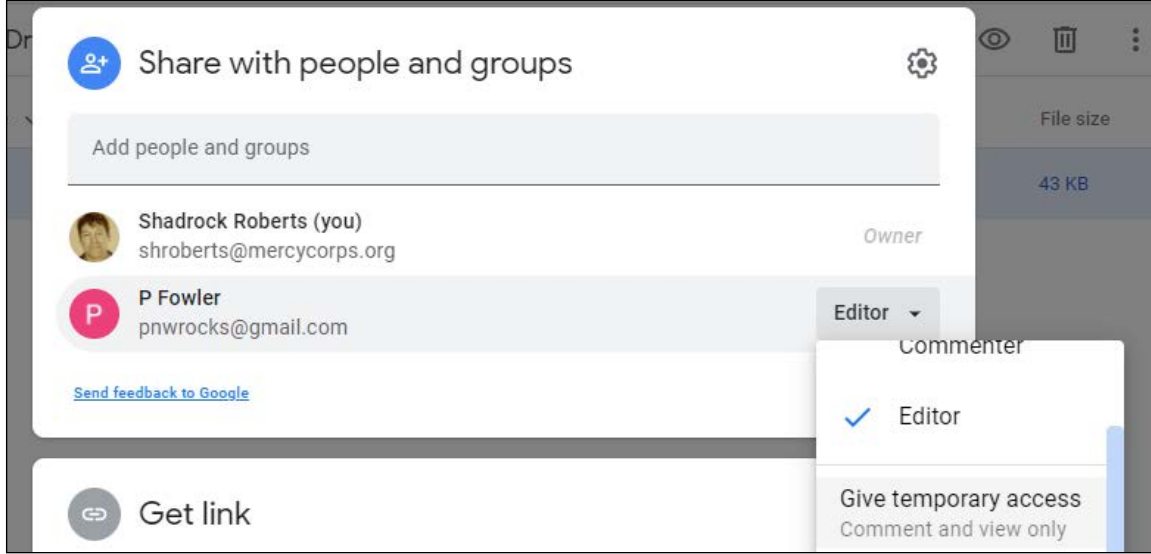 Dr
Share with people and groups
File size
Add people and groups
43 KB
Shadrock Roberts (you)
shroberts@mercycorps.org
Owner
P
P Fowler
pnwrocks@gmail.com
Editor
Commenter
Send feedback to Google
Editor
Give temporary access
Comment and view only
Get link